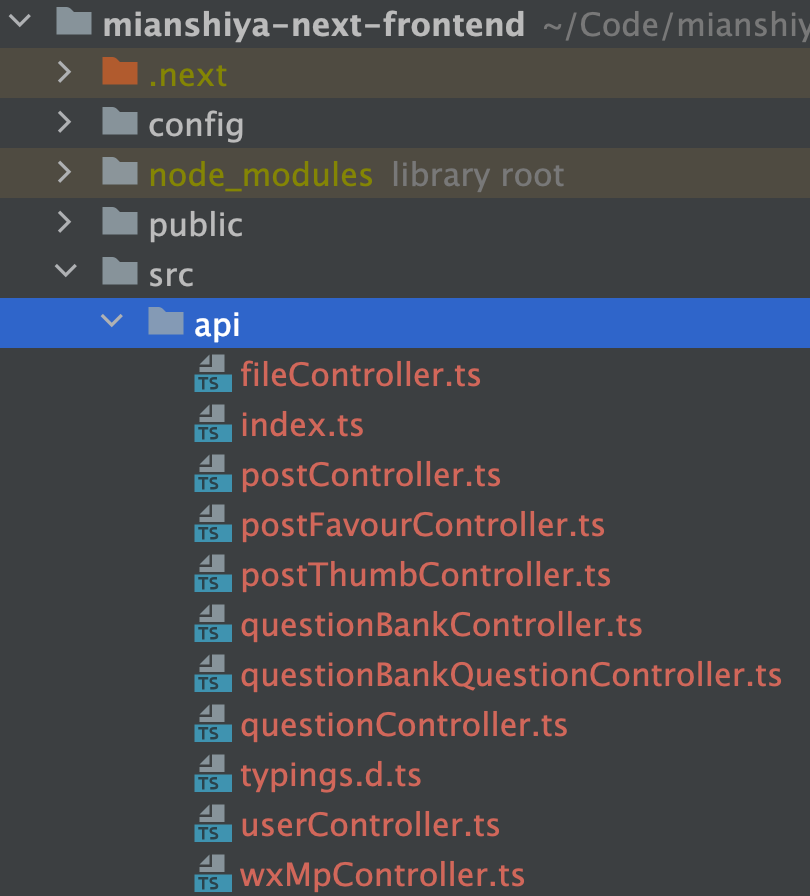 mianshiya-next-frontend ~/Code/mianshiy
.next
config
node_modules library root
public
src
api
TS fileController.ts
TS index.ts
TS postController.ts
TS postFavourController.ts
TS postThumbController.ts
TS questionBankController.ts
TS questionBankQuestionController.ts
TS questionController.ts
TS typings.d.ts
TS userController.ts
TS wxMpController.ts